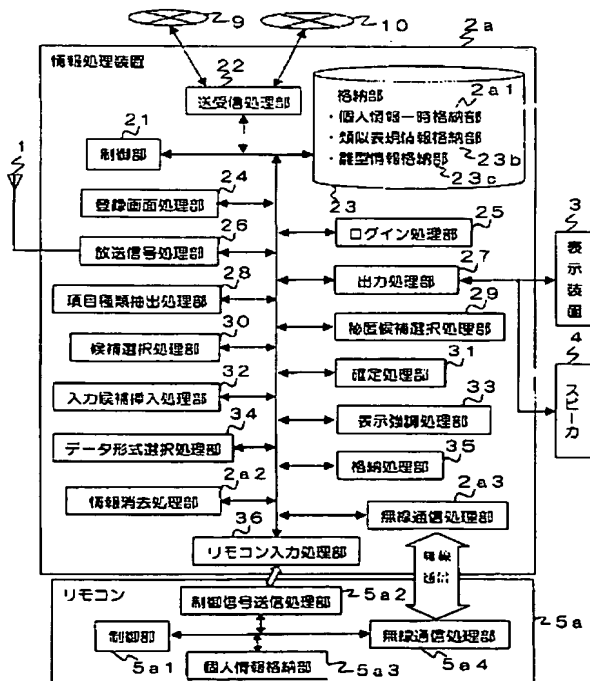 9
10
2a
情報処理装置
22
送受信処理部
格納部
2a1
・個人情報一時格納部
・類似表現情報格納部
23b
・雛型情報格納部
23c
23
21
制御部
1
24
登録画面処理部
25
ログイン処理部
26
放送信号処理部
27
出力処理部
3
表示装置
28
項目種類抽出処理部
29
秘匿候補選択処理部
30
候補選択処理部
31
確定処理部
4
スピーカ
32
入力候補挿入処理部
33
表示強調処理部
34
データ形式選択処理部
35
格納処理部
2a2
情報消去処理部
2a3
無線通信処理部
36
リモコン入力処理部
無線
通信
リモコン
制御信号送信処理部
5a2
5a
制御部
5a1
無線通信処理部
5a4
個人情報格納部
5a3